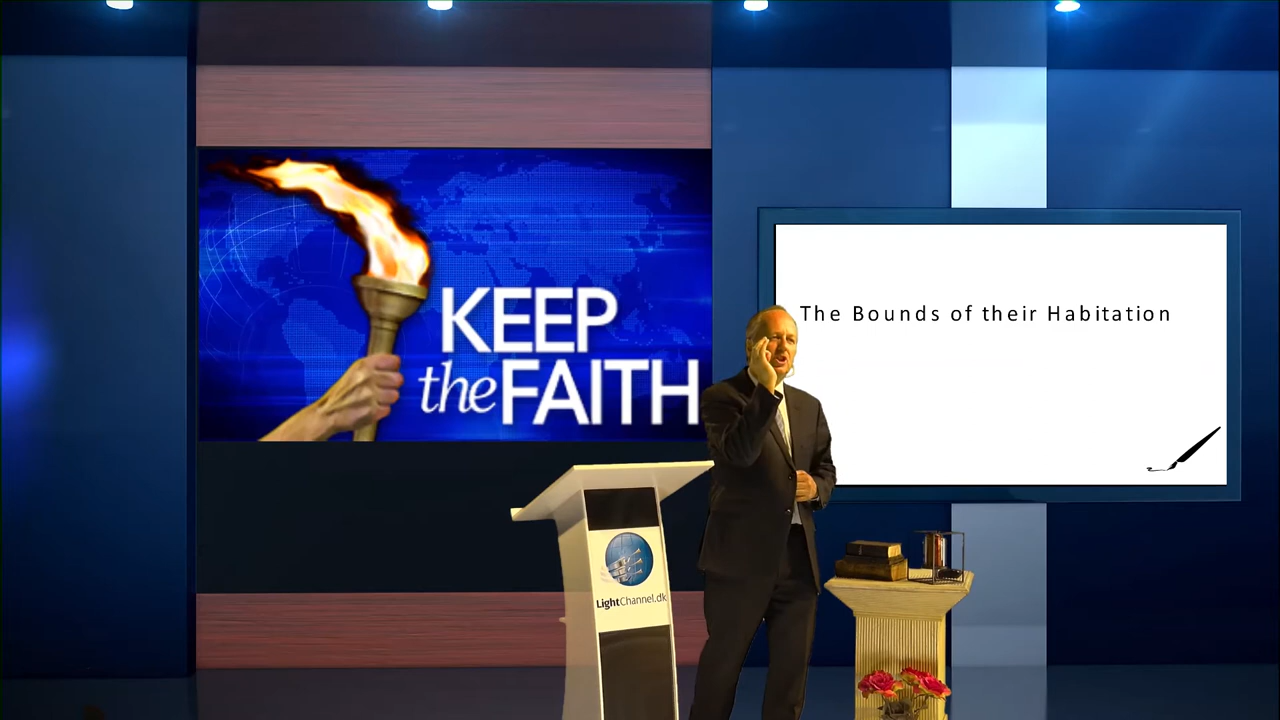 KEEP
the FAITH
The Bounds of their Habitation
LightChannel.dk